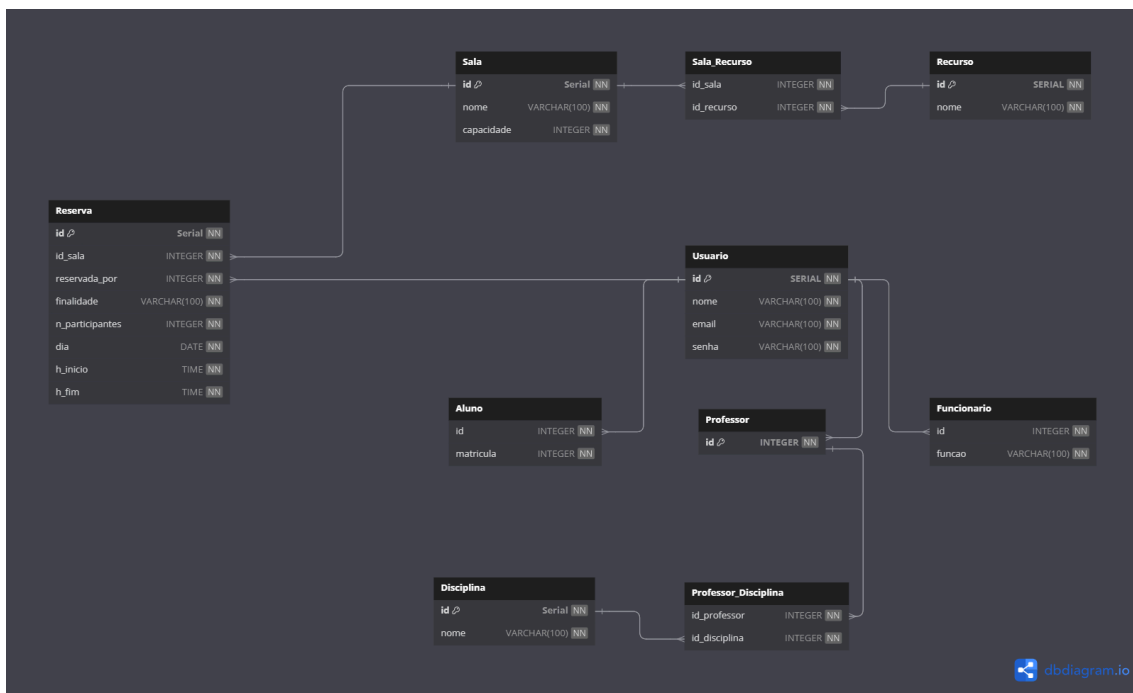 Sala
id Serial NN
nome VARCHAR(100) NN
capacidade INTEGER NN
Sala_Recurso
id_sala INTEGER NN
id_recurso INTEGER NN
Recurso
id SERIAL NN
nome VARCHAR(100) NN
Reserva
id Serial NN
id_sala INTEGER NN
reservada_por INTEGER NN
finalidade VARCHAR(100) NN
n_participantes INTEGER NN
dia DATE NN
h_inicio TIME NN
h_fim TIME NN
Usuario
id SERIAL NN
nome VARCHAR(100) NN
email VARCHAR(100) NN
senha VARCHAR(100) NN
Aluno
id INTEGER NN
matricula INTEGER NN
Professor
id INTEGER NN
Funcionario
id INTEGER NN
funcao VARCHAR(100) NN
Disciplina
id Serial NN
nome VARCHAR(100) NN
Professor_Disciplina
id_professor INTEGER NN
id_disciplina INTEGER NN
dbdiagram.io